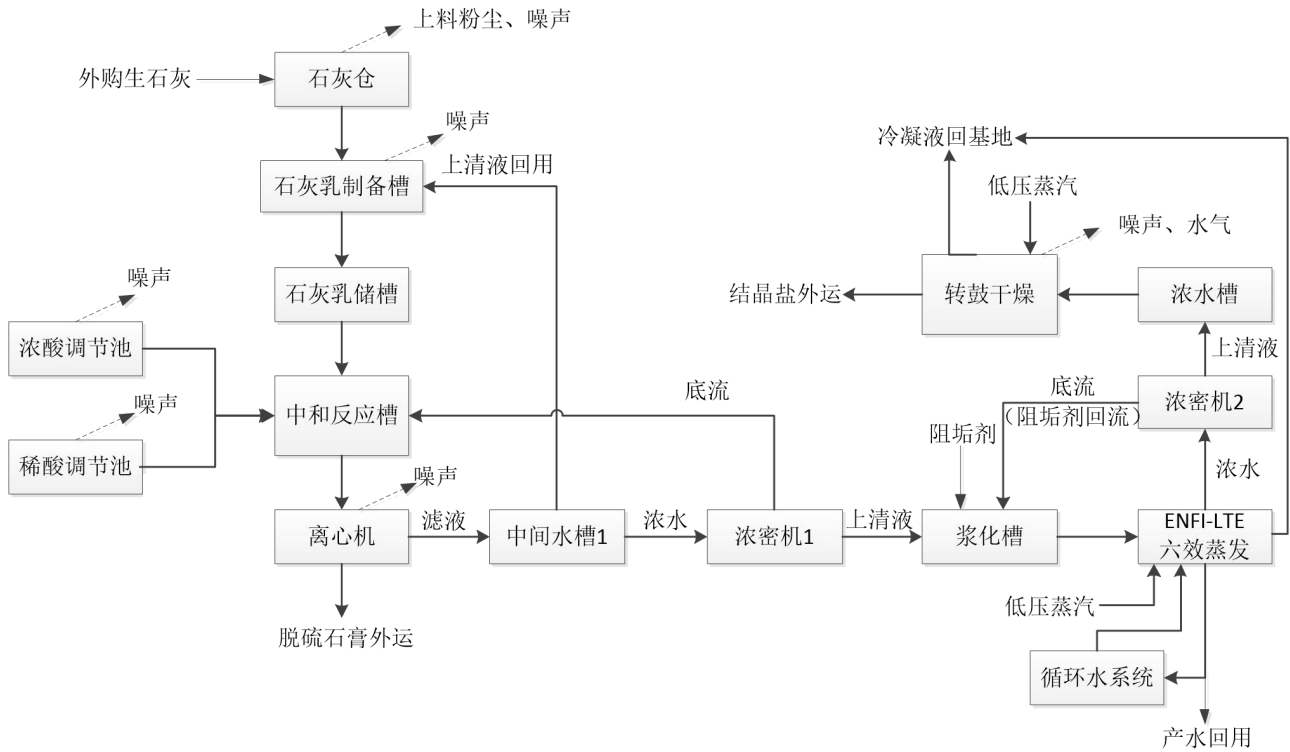 上料粉尘、噪声
外购生石灰
石灰仓
噪声
石灰乳制备槽
上清液回用
冷凝液回基地
低压蒸汽
噪声、水气
石灰乳储槽
结晶盐外运
转鼓干燥
浓水槽
噪声
浓酸调节池
上清液
中和反应槽
底流
底流
（阻垢剂回流）
浓密机2
噪声
稀酸调节池
阻垢剂
浓水
噪声
离心机
滤液
中间水槽1
浓水
浓密机1
上清液
浆化槽
ENFI-LTE
六效蒸发
低压蒸汽
脱硫石膏外运
循环水系统
产水回用